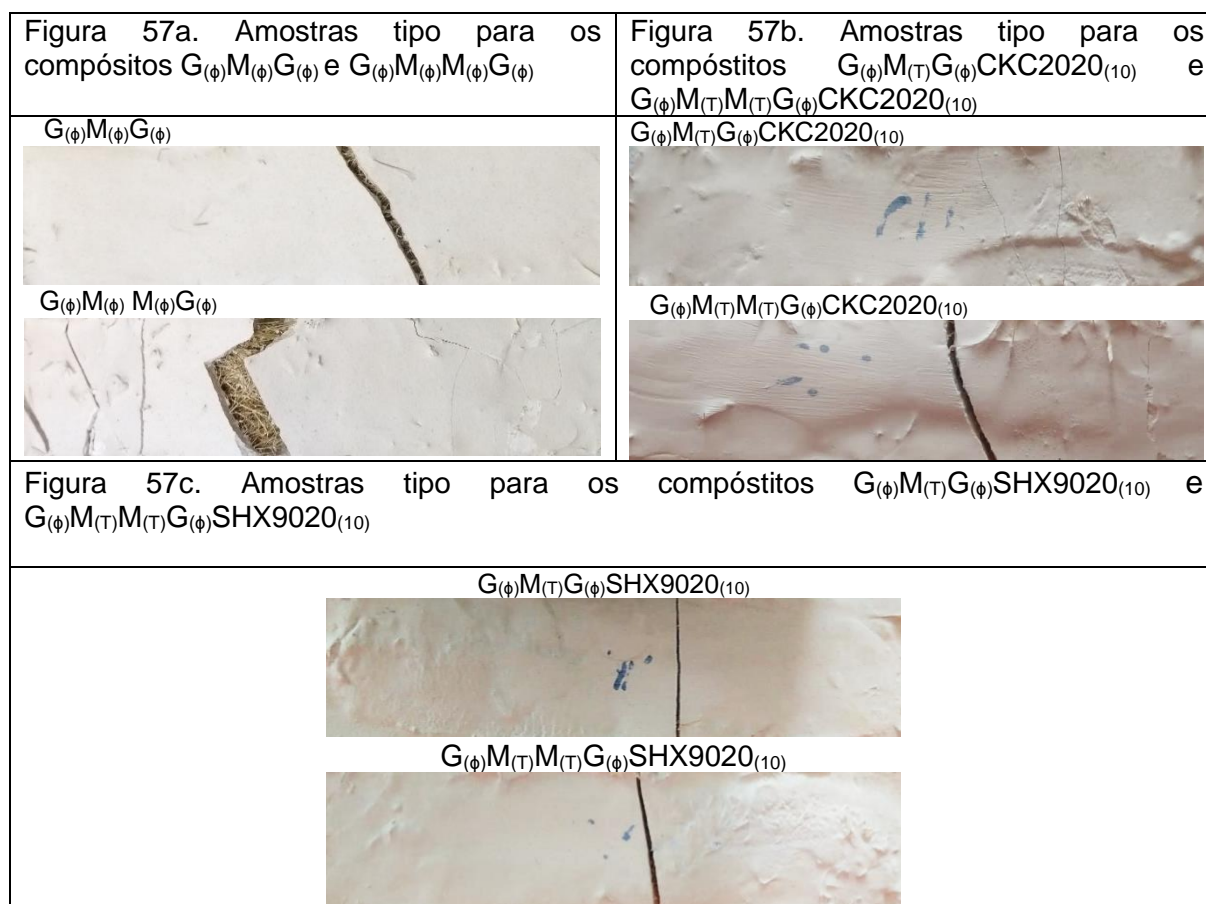 Figura 57a. Amostras tipo para os
compósitos G(ϕ)M(ϕ)G(ϕ) e G(ϕ)M(ϕ)M(ϕ)G(ϕ)
Figura 57b. Amostras tipo para os
compóstitos G(ϕ)M(T)G(ϕ)CKC2020(10) e
G(ϕ)M(T)M(T)G(ϕ)CKC2020(10)
G(ϕ)M(ϕ)G(ϕ)
G(ϕ)M(ϕ) M(ϕ)G(ϕ)
G(ϕ)M(T)G(ϕ)CKC2020(10)
G(ϕ)M(T)M(T)G(ϕ)CKC2020(10)
Figura 57c. Amostras tipo para os compóstitos G(ϕ)M(T)G(ϕ)SHX9020(10) e
G(ϕ)M(T)M(T)G(ϕ)SHX9020(10)
G(ϕ)M(T)G(ϕ)SHX9020(10)
G(ϕ)M(T)M(T)G(ϕ)SHX9020(10)